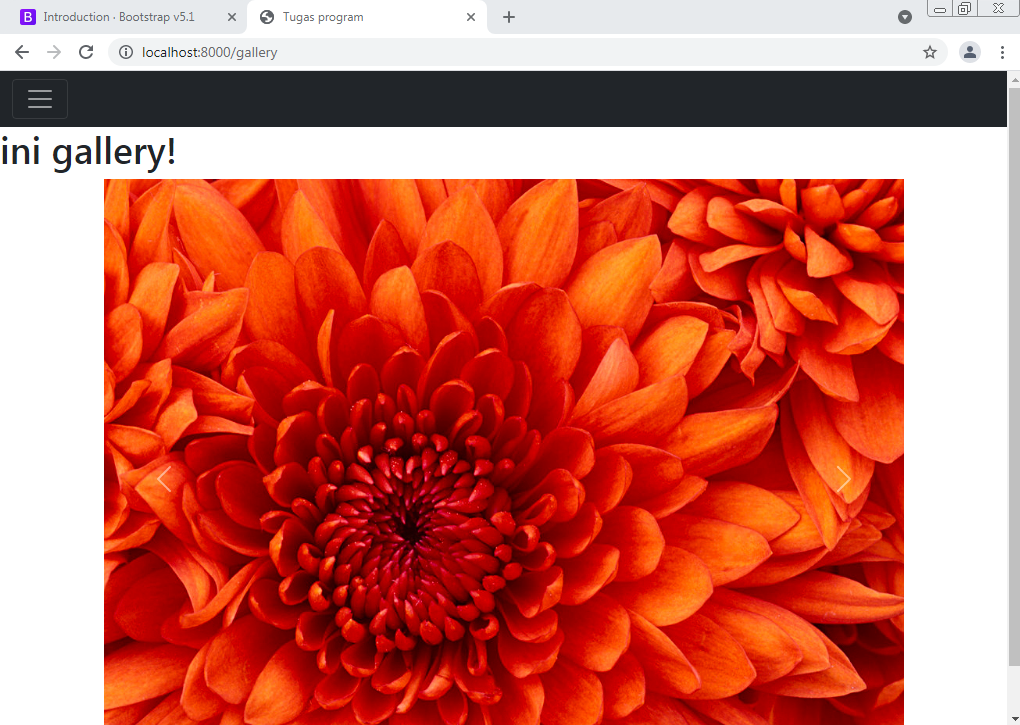 Introduction · Bootstrap v5.1
Tugas program
localhost:8000/gallery
ini gallery!